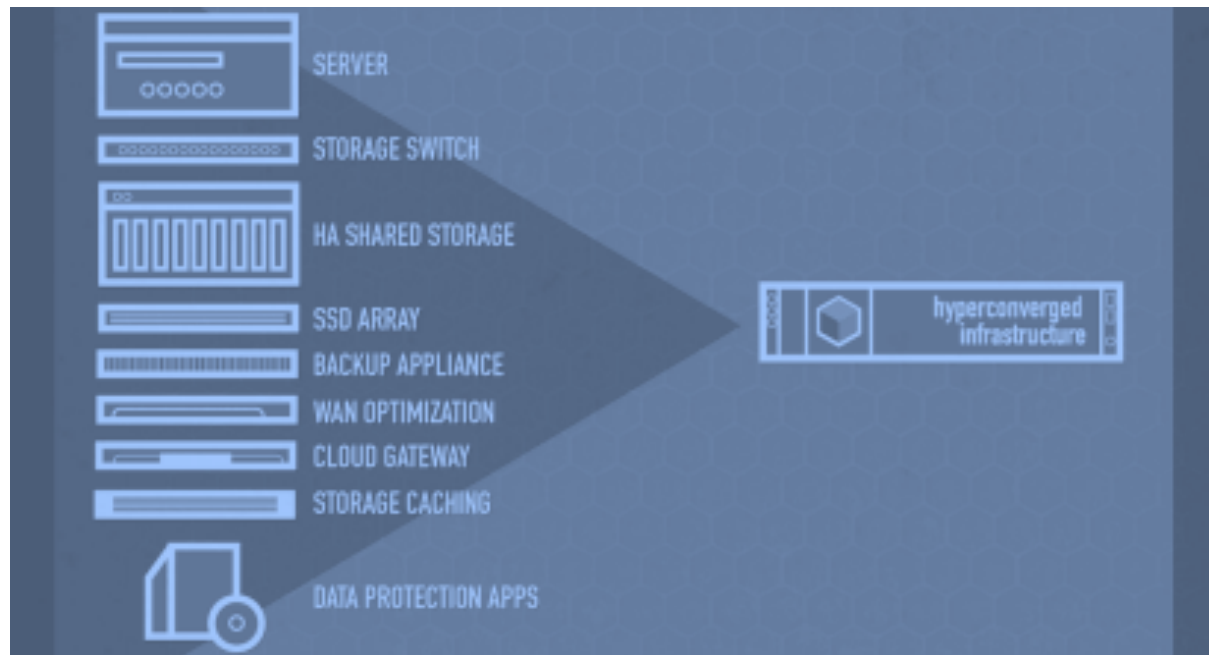 SERVER
STORAGE SWITCH
HA SHARED STORAGE
SSD ARRAY
BACKUP APPLIANCE
WAN OPTIMIZATION
CLOUD GATEWAY
STORAGE CACHING
DATA PROTECTION APPS
hyperconverged
infrastructure